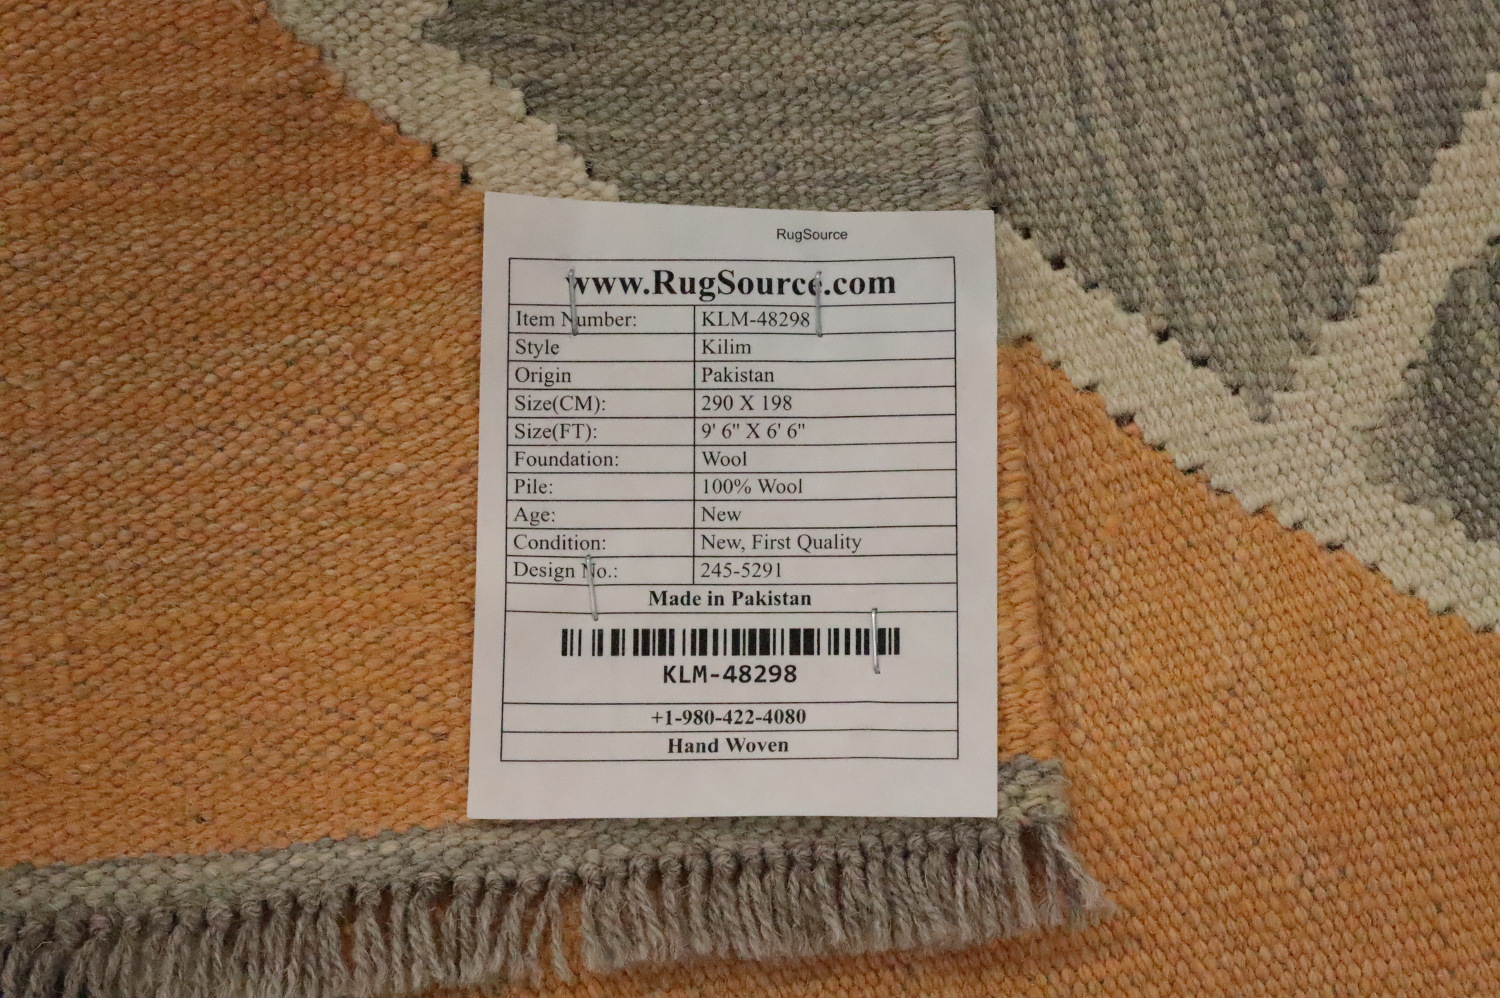 RugSource
www.RugSource.com
Item Number: KLM-48298
Style Kilim
Origin Pakistan
Size(CM): 290 X 198
Size(FT): 9' 6" X 6' 6"
Foundation: Wool
Pile: 100% Wool
Age: New
Condition: New, First Quality
Design No.: 245-5291
Made in Pakistan
KLM-48298
+1-980-422-4080
Hand Woven